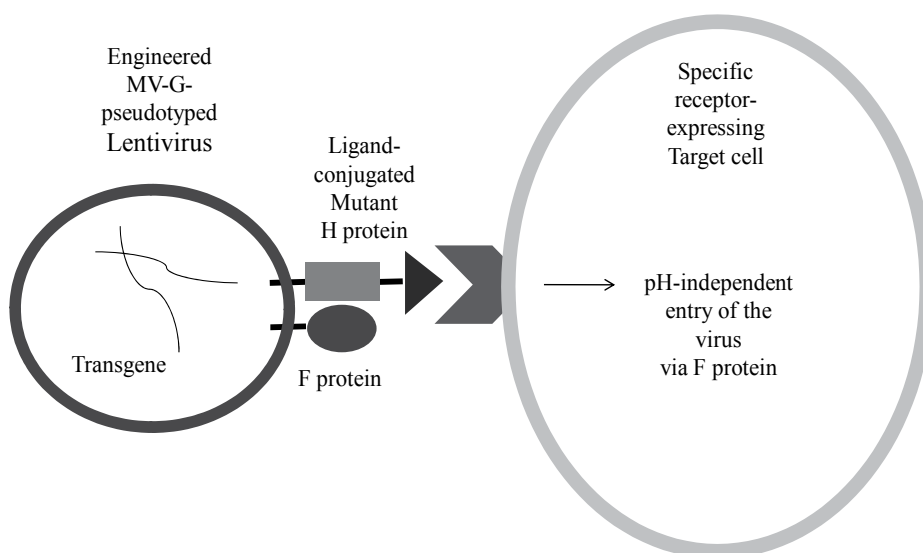 Engineered
MV-G-
pseudotyped
Lentivirus
Ligand-
conjugated
Mutant
H protein
Specific
receptor-
expressing
Target cell
pH-independent
entry of the
virus
via F protein
Transgene
F protein